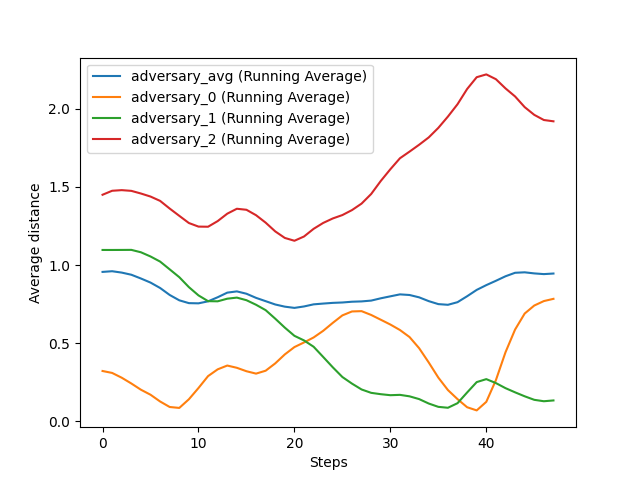 adversary_avg (Running Average)
adversary_0 (Running Average)
adversary_1 (Running Average)
adversary_2 (Running Average)
2.0
1.5
1.0
0.5
0.0
Average distance
0 10 20 30 40
Steps